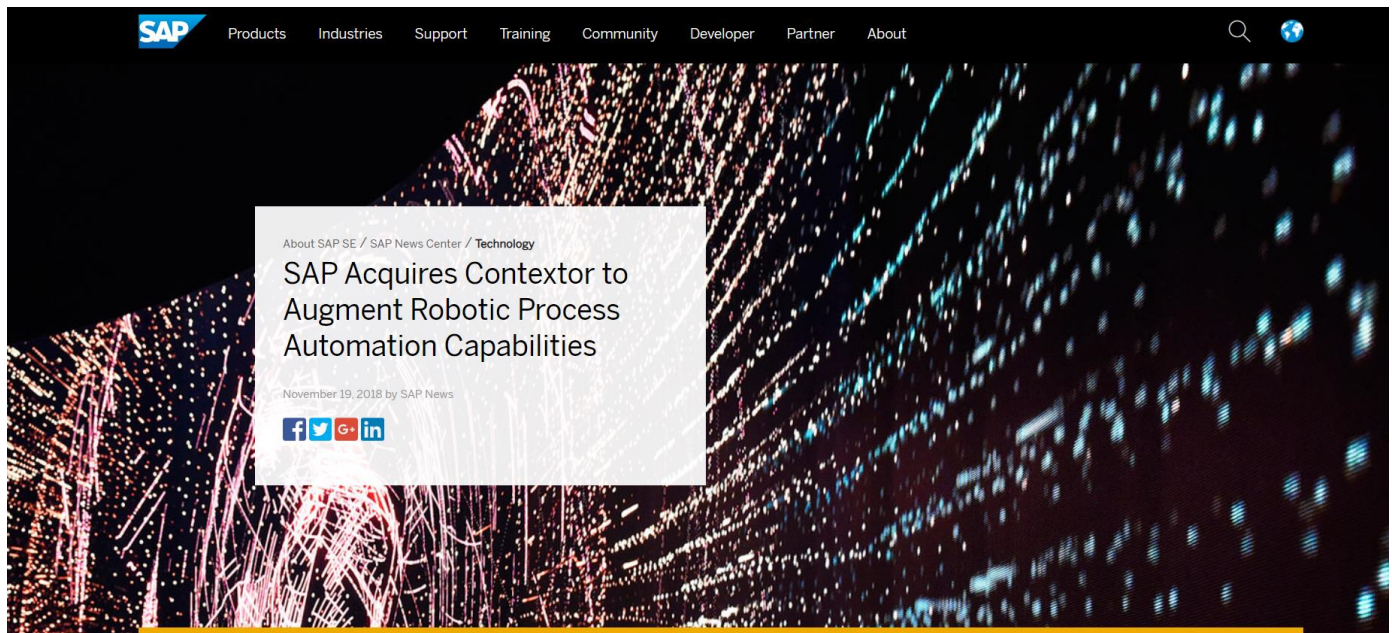 SAP
Products Industries Support Training Community Developer Partner About
About SAP SE / SAP News Center / Technology
SAP Acquires Contextor to
Augment Robotic Process
Automation Capabilities
November 19, 2018 by SAP News
f G+ in